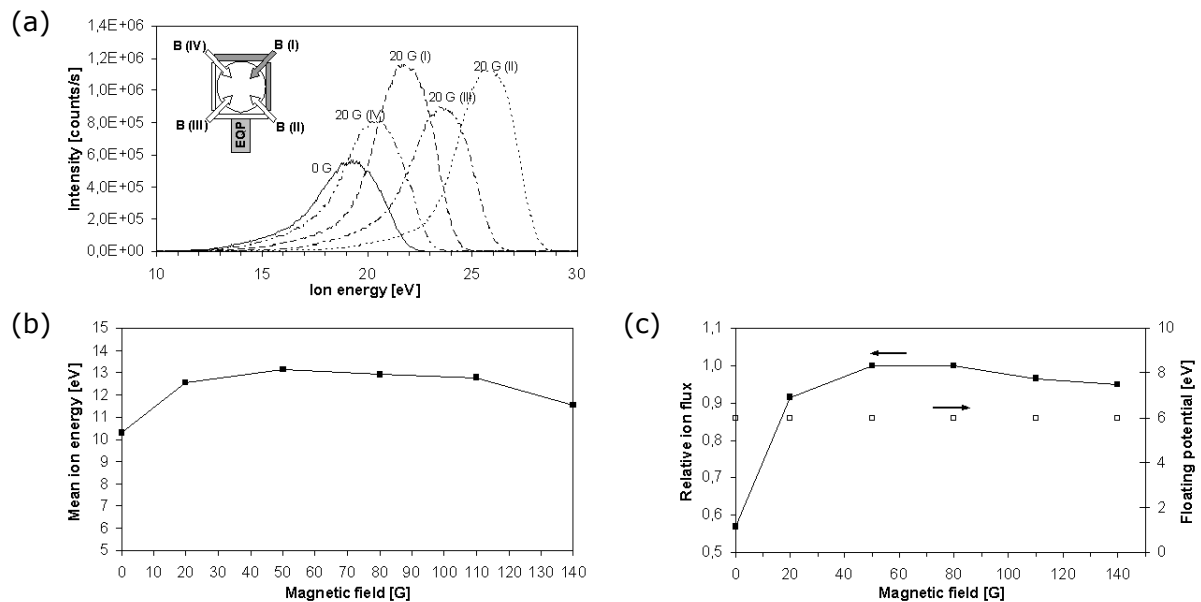 (a)
Intensity [counts/s]
1,4E+06
1,2E+06
1,0E+06
8,0E+05
6,0E+05
4,0E+05
2,0E+05
0,0E+00
B (IV) B (I)
B (III) B (II)
EQP
0 G
20 G (IV)
20 G (I)
20 G (III)
20 G (II)
10 15 20 25 30
Ion energy [eV]
(b)
Mean ion energy [eV]
15
14
13
12
11
10
9
8
7
6
5
0 10 20 30 40 50 60 70 80 90 100 110 120 130 140
Magnetic field [G]
(c)
Relative ion flux
1,1
1,0
0,9
0,8
0,7
0,6
0,5
0 20 40 60 80 100 120 140
Magnetic field [G]
10
8
6
4
2
0
Floating potential [eV]